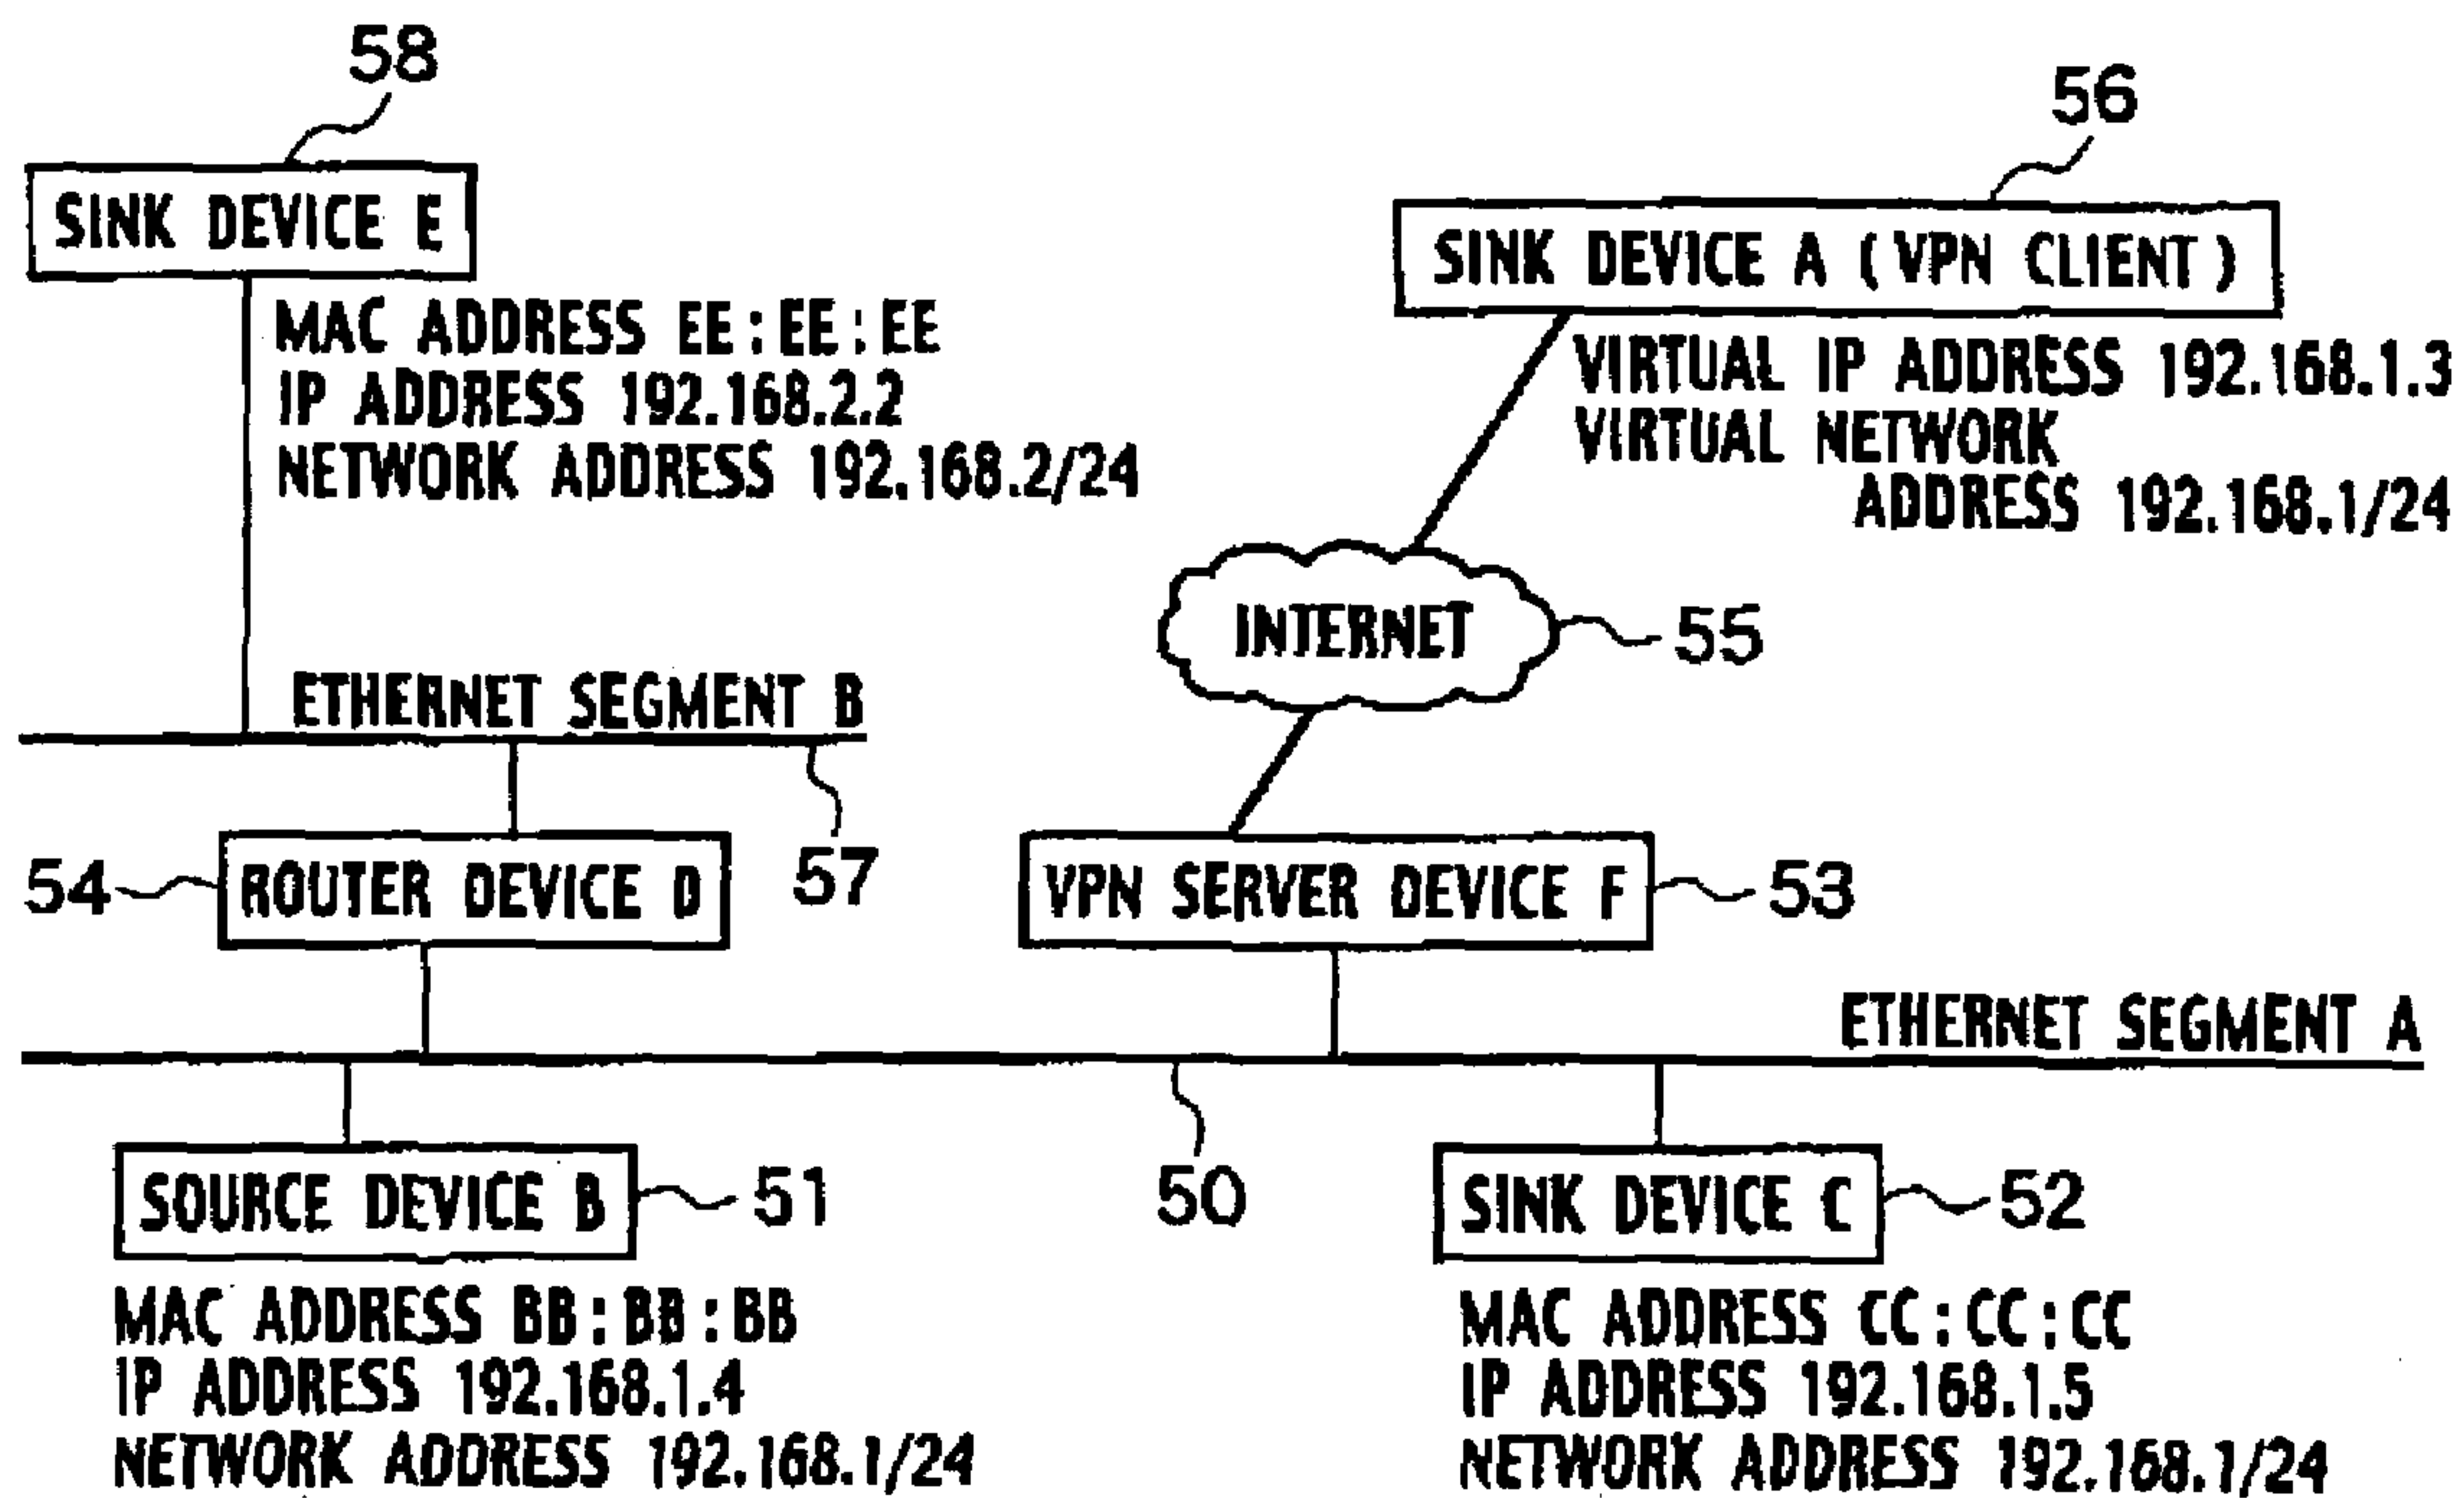 58
SINK DEVICE E
MAC ADDRESS EE:EE:EE
IP ADDRESS 192.168.2.2
NETWORK ADDRESS 192.168.2/24
56
SINK DEVICE A (VPN CLIENT)
VIRTUAL IP ADDRESS 192.168.1.3
VIRTUAL NETWORK
ADDRESS 192.168.1/24
INTERNET
55
ETHERNET SEGMENT B
57
54
ROUTER DEVICE D
VPN SERVER DEVICE F
53
ETHERNET SEGMENT A
50
SOURCE DEVICE B
51
MAC ADDRESS BB:BB:BB
IP ADDRESS 192.168.1.4
NETWORK ADDRESS 192.168.1/24
SINK DEVICE C
52
MAC ADDRESS CC:CC:CC
IP ADDRESS 192.168.1.5
NETWORK ADDRESS 192.168.1/24